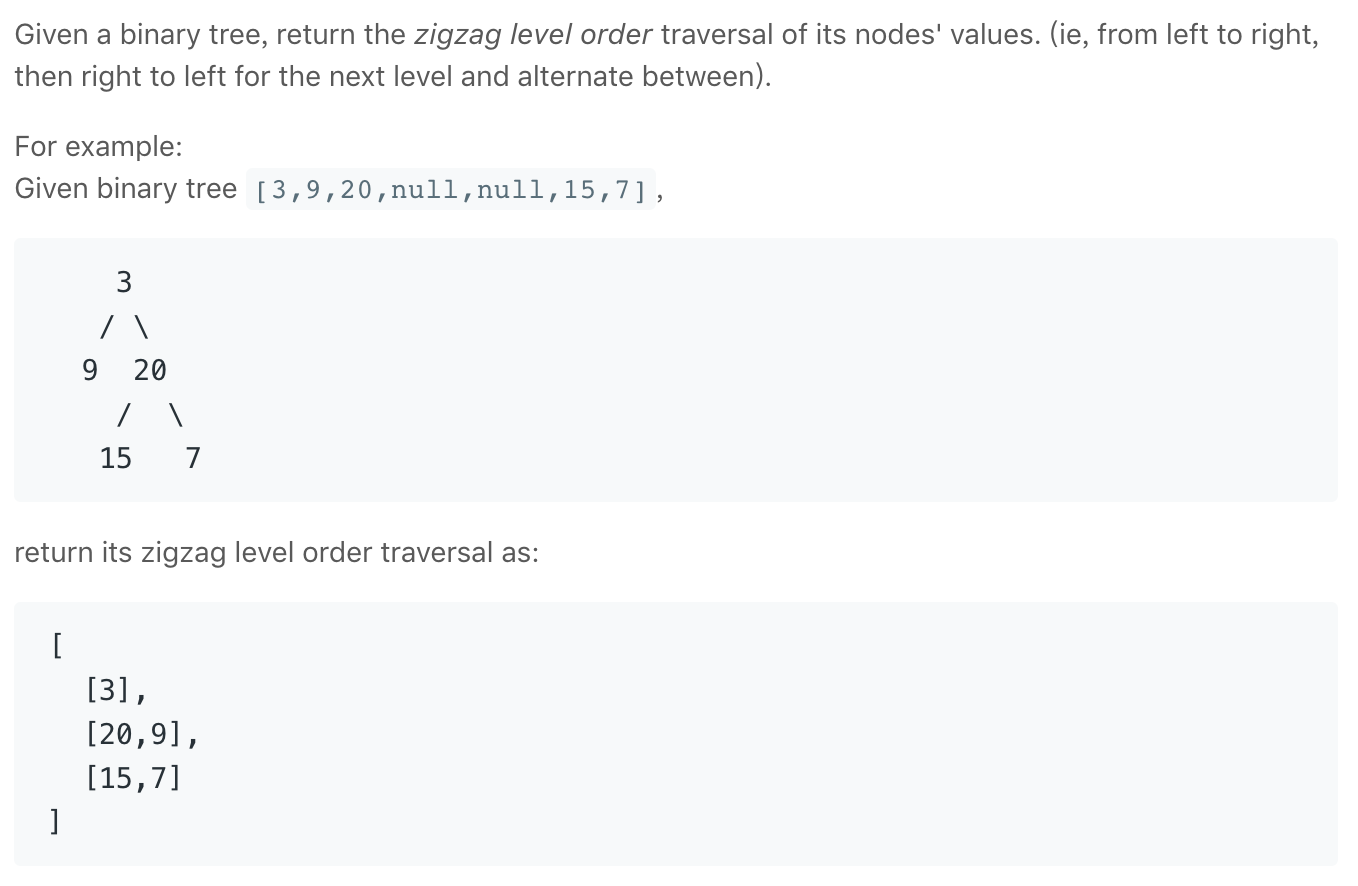 Given a binary tree, return the zigzag level order traversal of its nodes' values. (ie, from left to right,
then right to left for the next level and alternate between).
For example:
Given binary tree [3,9,20,null,null,15,7],
3
/ \
9 20
/ \
15 7
return its zigzag level order traversal as:
[
[3],
[20,9],
[15,7]
]